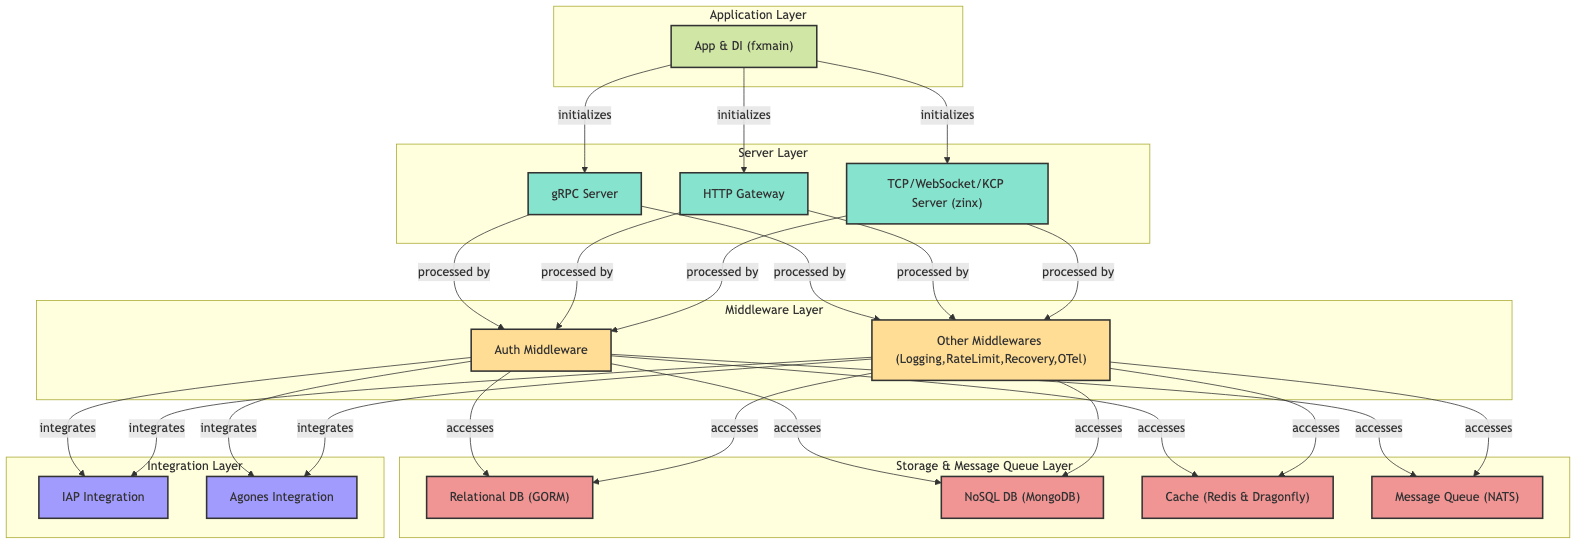 Application Layer
App & DI (fxmain)
initializes
initializes
initializes
Server Layer
gRPC Server
HTTP Gateway
TCP/WebSocket/KCP
Server (zinx)
processed by
processed by
processed by
processed by
processed by
processed by
Middleware Layer
Auth Middleware
Other Middlewares
(Logging,RateLimit,Recovery,OTel)
integrates
integrates
integrates
integrates
accesses
accesses
accesses
accesses
accesses
accesses
accesses
accesses
Integration Layer
IAP Integration
Agones Integration
Storage & Message Queue Layer
Relational DB (GORM)
NoSQL DB (MongoDB)
Cache (Redis & Dragonfly)
Message Queue (NATS)